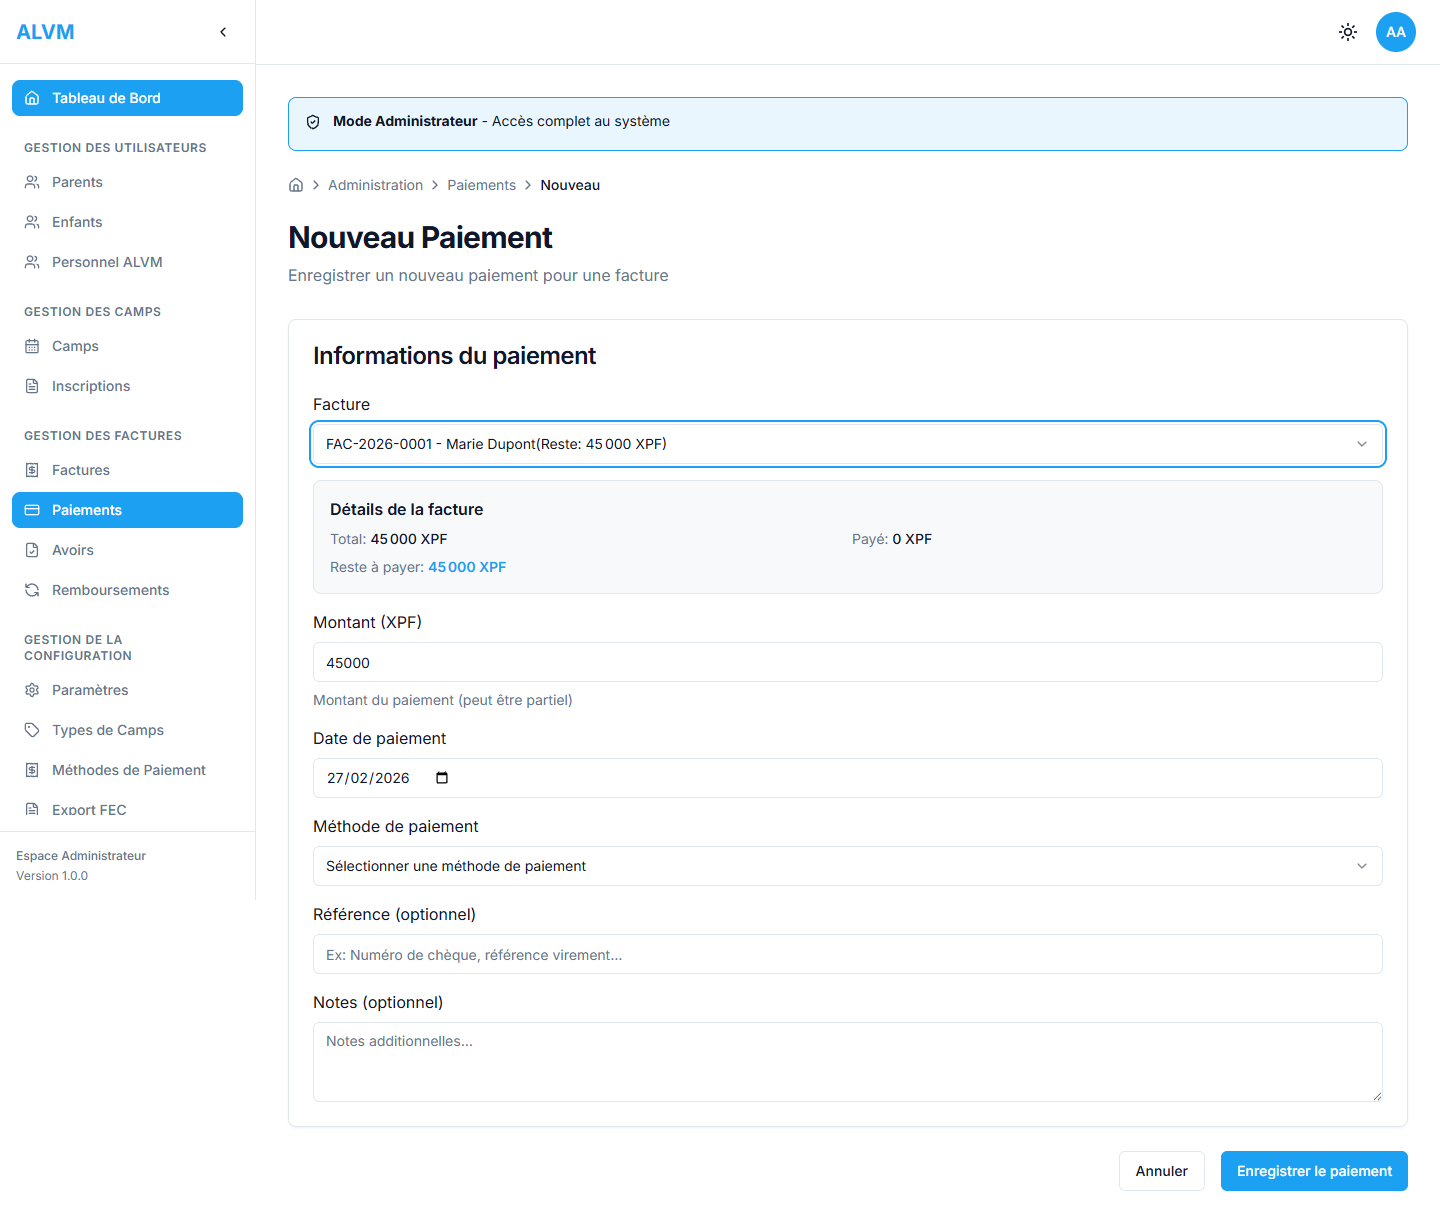 ALVM
AA
Tableau de Bord
GESTION DES UTILISATEURS
Parents
Enfants
Personnel ALVM
GESTION DES CAMPS
Camps
Inscriptions
GESTION DES FACTURES
Factures
Paiements
Avoirs
Remboursements
GESTION DE LA
CONFIGURATION
Paramètres
Types de Camps
Méthodes de Paiement
Export FEC
Espace Administrateur
Version 1.0.0
Mode Administrateur - Accès complet au système
Administration > Paiements > Nouveau
Nouveau Paiement
Enregistrer un nouveau paiement pour une facture
Informations du paiement
Facture
FAC-2026-0001 - Marie Dupont(Reste: 45 000 XPF)
Détails de la facture
Total: 45 000 XPF
Payé: 0 XPF
Reste à payer: 45 000 XPF
Montant (XPF)
45000
Montant du paiement (peut être partiel)
Date de paiement
27/02/2026
Méthode de paiement
Sélectionner une méthode de paiement
Référence (optionnel)
Ex: Numéro de chèque, référence virement...
Notes (optionnel)
Notes additionnelles...
Annuler
Enregistrer le paiement